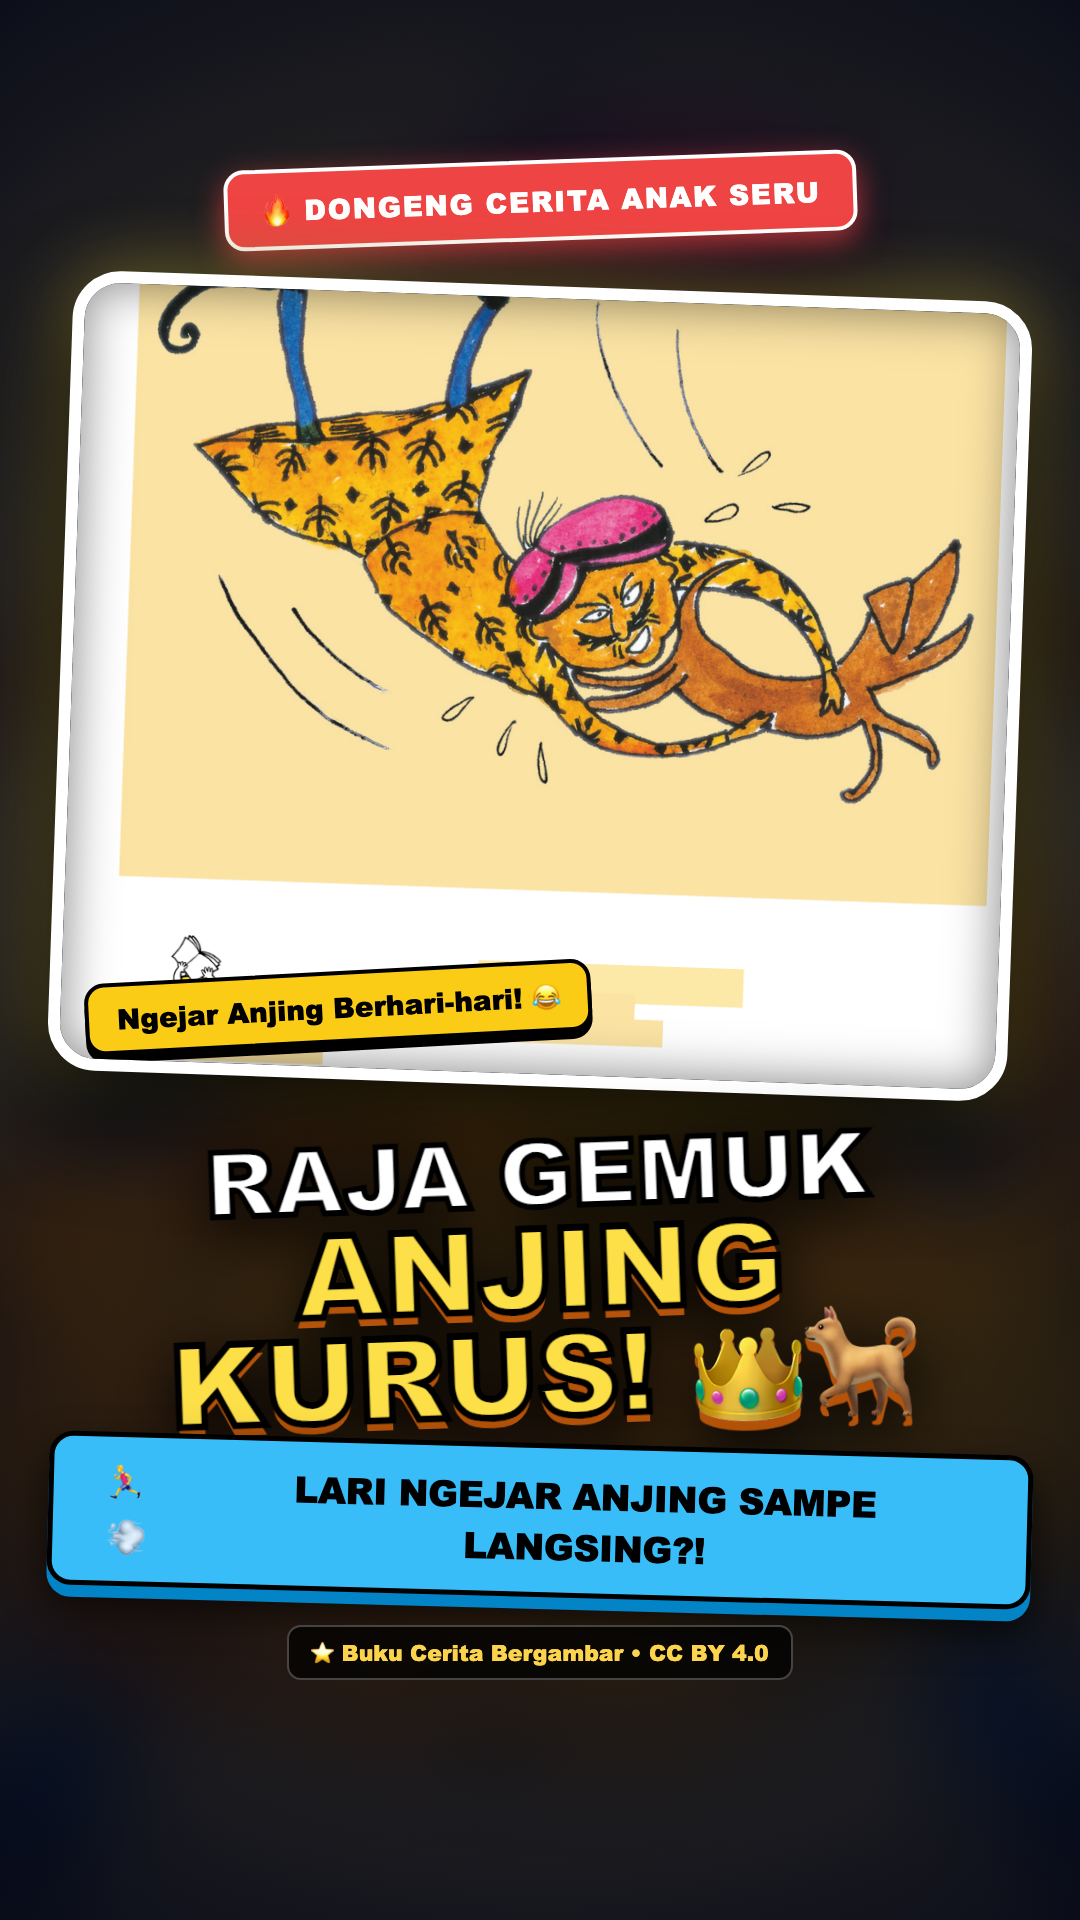 🔥 DONGENG CERITA ANAK SERU
Ngejar Anjing Berhari-hari! 😂
RAJA GEMUK
ANJING
KURUS! 👑🐕
🏃 LARI NGEJAR ANJING SAMPE
💨 LANGSING?!
⭐ Buku Cerita Bergambar • CC BY 4.0